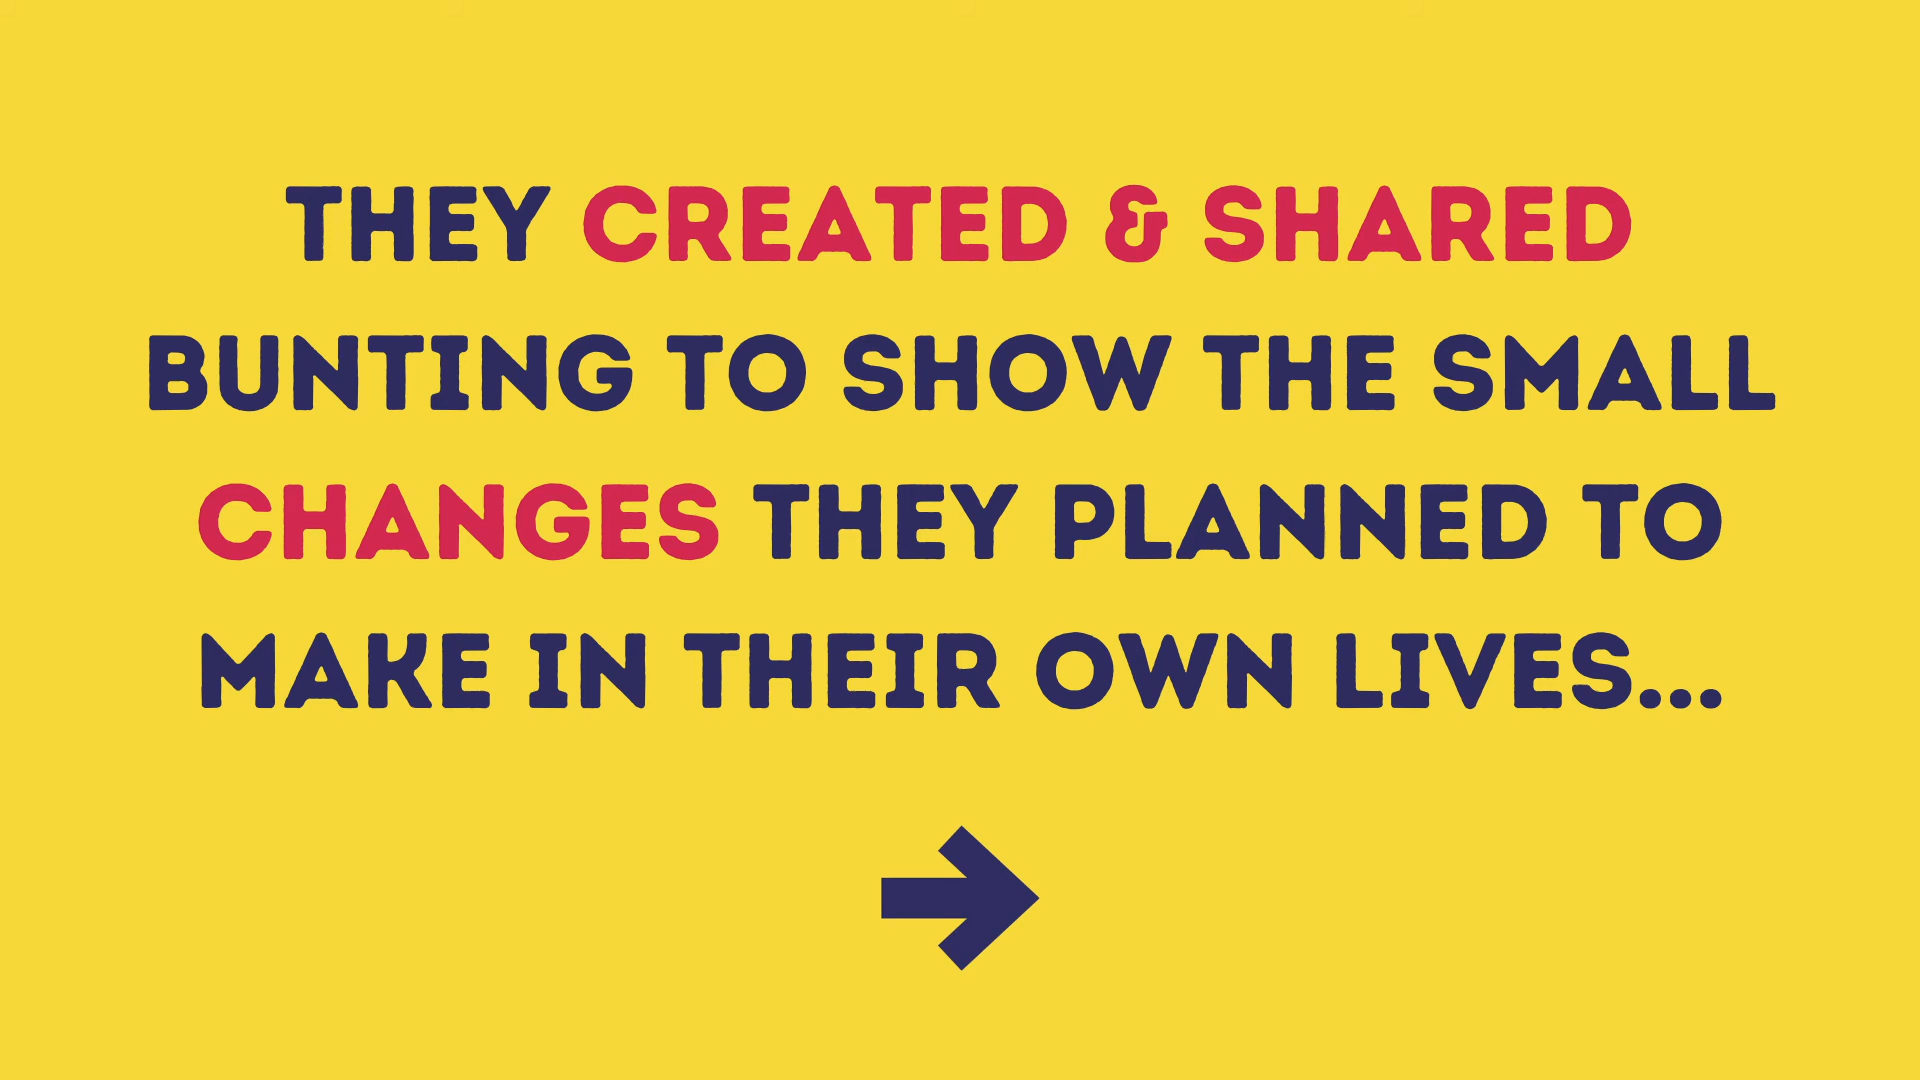 THEY CREATED & SHARED
BUNTING TO SHOW THE SMALL
CHANGES THEY PLANNED TO
MAKE IN THEIR OWN LIVES...